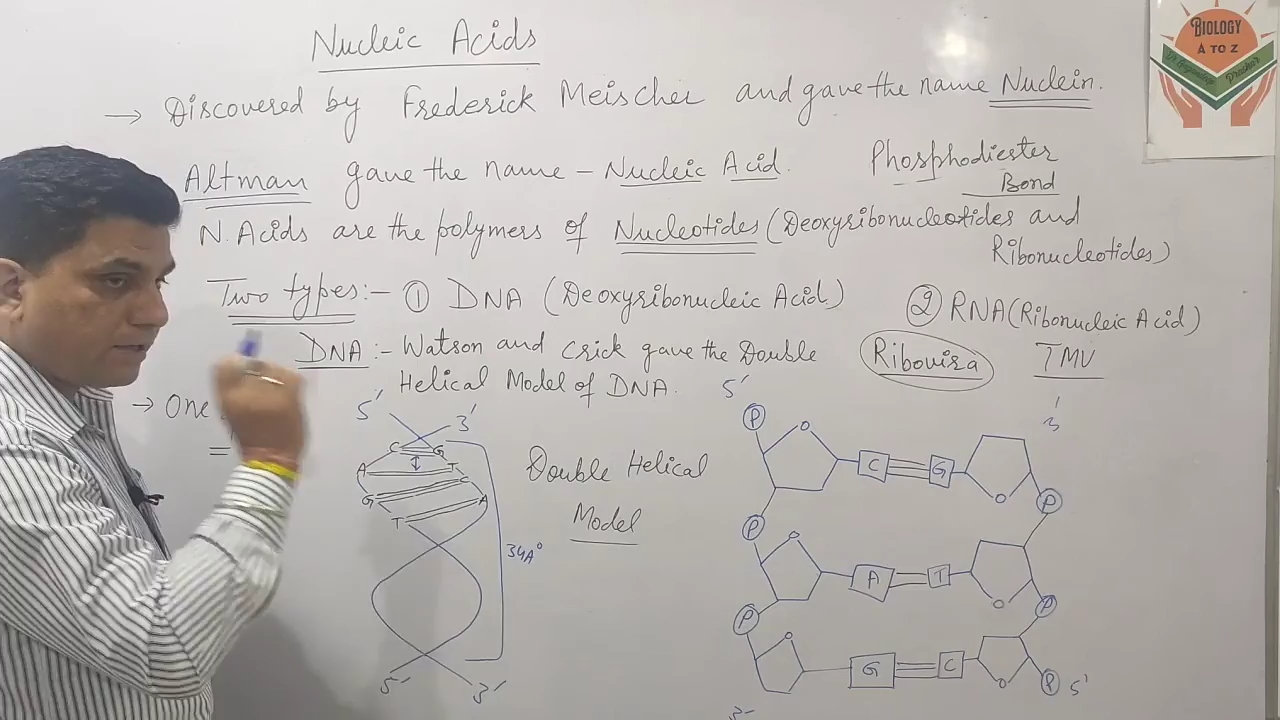 Nucleic Acids
BIOLOGY
A TO Z
→ Discovered by Frederick Meischer and gave the name Nuclein.
Altman gave the name – Nucleic Acid.
Phosphodiester
Bond
N. Acids are the polymers of Nucleotides (Deoxyribonucleotides and
Ribonucleotides)
Two types:- ① DNA (Deoxyribonucleic Acid)
② RNA (Ribonucleic Acid)
DNA:- Watson and Crick gave the Double
Helical Model of DNA.
Ribovira
TMV
→ One
5' 3'
C G
A T
G C
T A
34A°
5' 3'
Double Helical
Model
5' 3'
P
C G
P
P
A T
P
P
G C
P 5'
3'